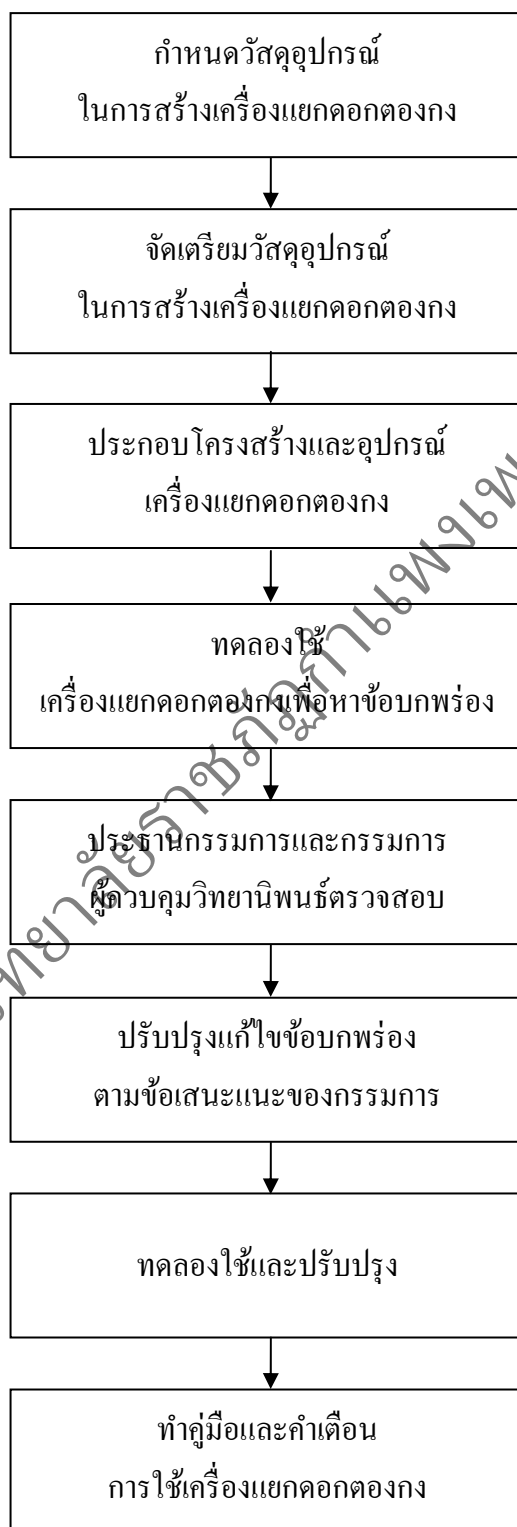 กำหนดวัสดุอุปกรณ์
ในการสร้างเครื่องแยกดอกตองกง
จัดเตรียมวัสดุอุปกรณ์
ในการสร้างเครื่องแยกดอกตองกง
ประกอบโครงสร้างและอุปกรณ์
เครื่องแยกดอกตองกง
ทดลองใช้
เครื่องแยกดอกตองกงเพื่อหาข้อบกพร่อง
ประธานกรรมการและกรรมการ
ผู้ควบคุมวิทยานิพนธ์ตรวจสอบ
ปรับปรุงแก้ไขข้อบกพร่อง
ตามข้อเสนะแนะของกรรมการ
ทดลองใช้และปรับปรุง
ทำคู่มือและคำเตือน
การใช้เครื่องแยกดอกตองกง